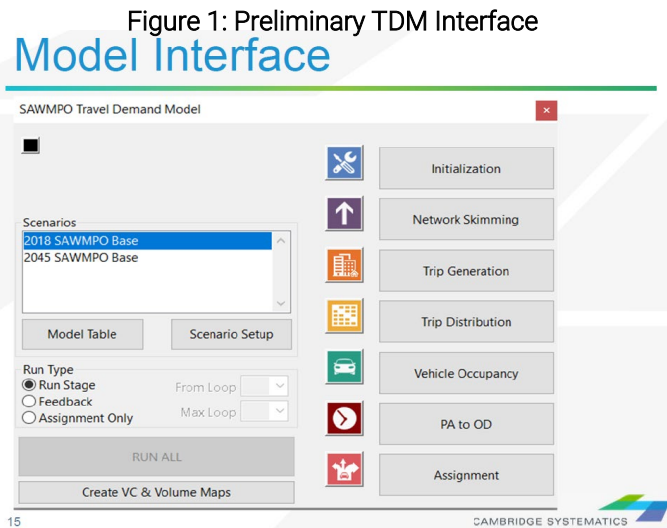 Figure 1: Preliminary TDM Interface
Model Interface
SAWMPO Travel Demand Model
×
Scenarios
2018 SAWMPO Base
2045 SAWMPO Base
Model Table
Scenario Setup
Run Type
Run Stage
From Loop
Feedback
Max Loop
Assignment Only
RUN ALL
Create VC & Volume Maps
Initialization
Network Skimming
Trip Generation
Trip Distribution
Vehicle Occupancy
PA to OD
Assignment
15
CAMBRIDGE SYSTEMATICS